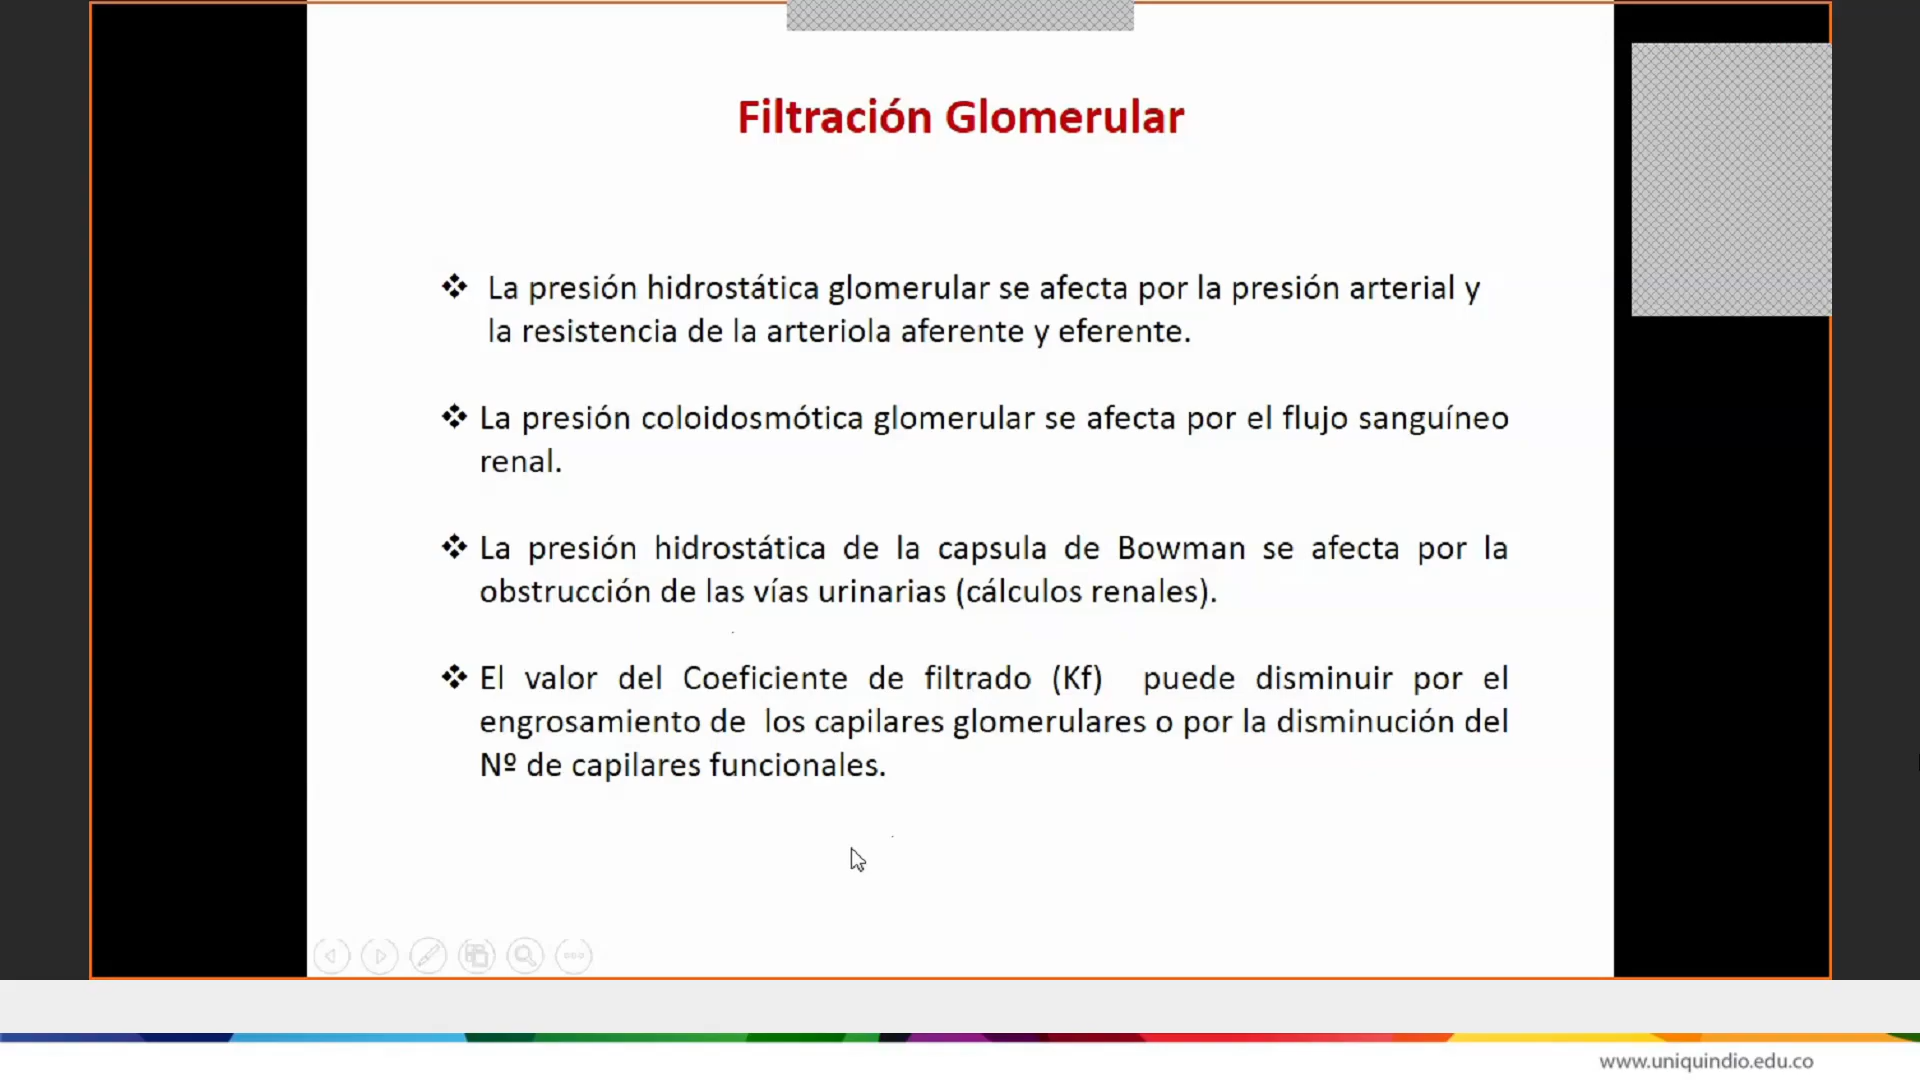 Filtración Glomerular
❖ La presión hidrostática glomerular se afecta por la presión arterial y
la resistencia de la arteriola aferente y eferente.
❖ La presión coloidosmótica glomerular se afecta por el flujo sanguíneo
renal.
❖ La presión hidrostática de la capsula de Bowman se afecta por la
obstrucción de las vías urinarias (cálculos renales).
❖ El valor del Coeficiente de filtrado (Kf) puede disminuir por el
engrosamiento de los capilares glomerulares o por la disminución del
Nº de capilares funcionales.
www.uniquindio.edu.co